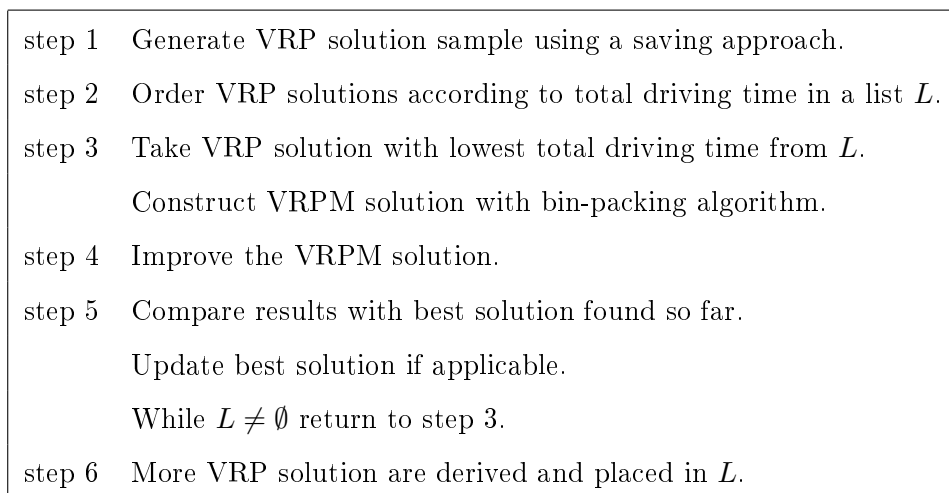 step 1 Generate VRP solution sample using a saving approach.
step 2 Order VRP solutions according to total driving time in a list L.
step 3 Take VRP solution with lowest total driving time from L.
Construct VRPM solution with bin-packing algorithm.
step 4 Improve the VRPM solution.
step 5 Compare results with best solution found so far.
Update best solution if applicable.
While L ≠ ∅ return to step 3.
step 6 More VRP solution are derived and placed in L.